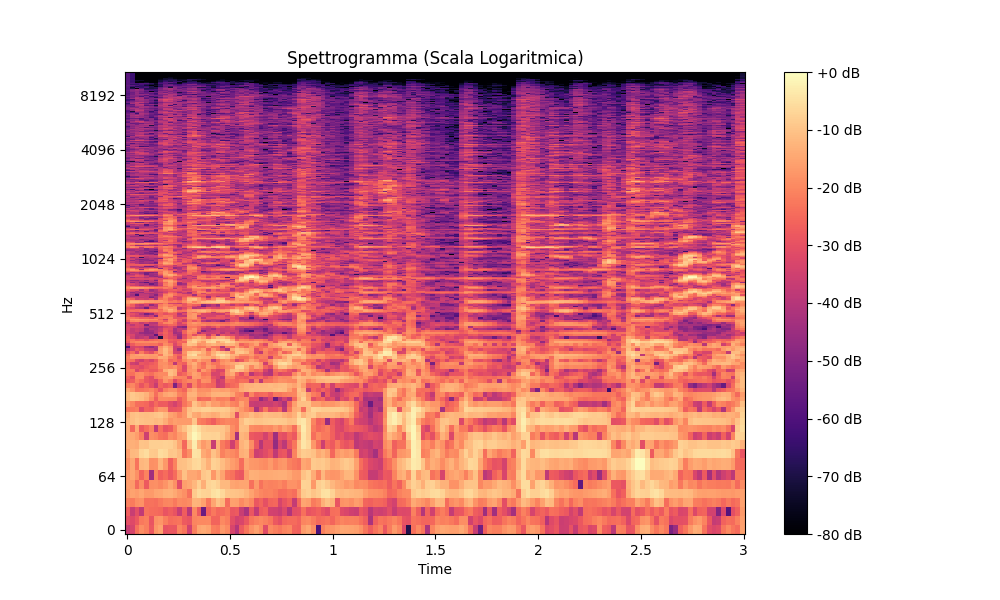 Spettrogramma (Scala Logaritmica)
8192
4096
2048
1024
512
256
128
64
0
Hz
0
0.5
1
1.5
2
2.5
3
Time
+0 dB
-10 dB
-20 dB
-30 dB
-40 dB
-50 dB
-60 dB
-70 dB
-80 dB